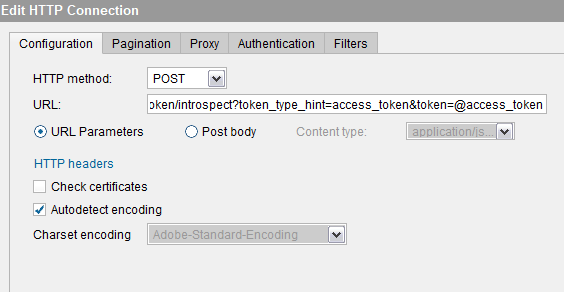 Edit HTTP Connection
Configuration Pagination Proxy Authentication Filters
HTTP method: POST
URL: oken/introspect?token_type_hint=access_token&token=@access_token
URL Parameters Post body Content type: application/js...
HTTP headers
Check certificates
Autodetect encoding
Charset encoding Adobe-Standard-Encoding